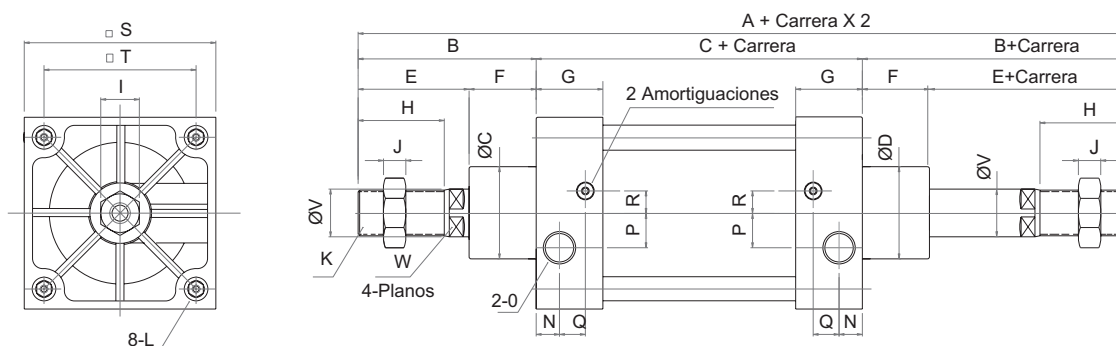 □ S
□ T
I
8-L
A + Carrera X 2
B
C + Carrera
B+Carrera
E
F
G
G
F
E+Carrera
2 Amortiguaciones
H
H
J
J
ØC
ØD
ØV
ØV
R
R
P
P
K
W
4-Planos
2-0
N
Q
Q
N